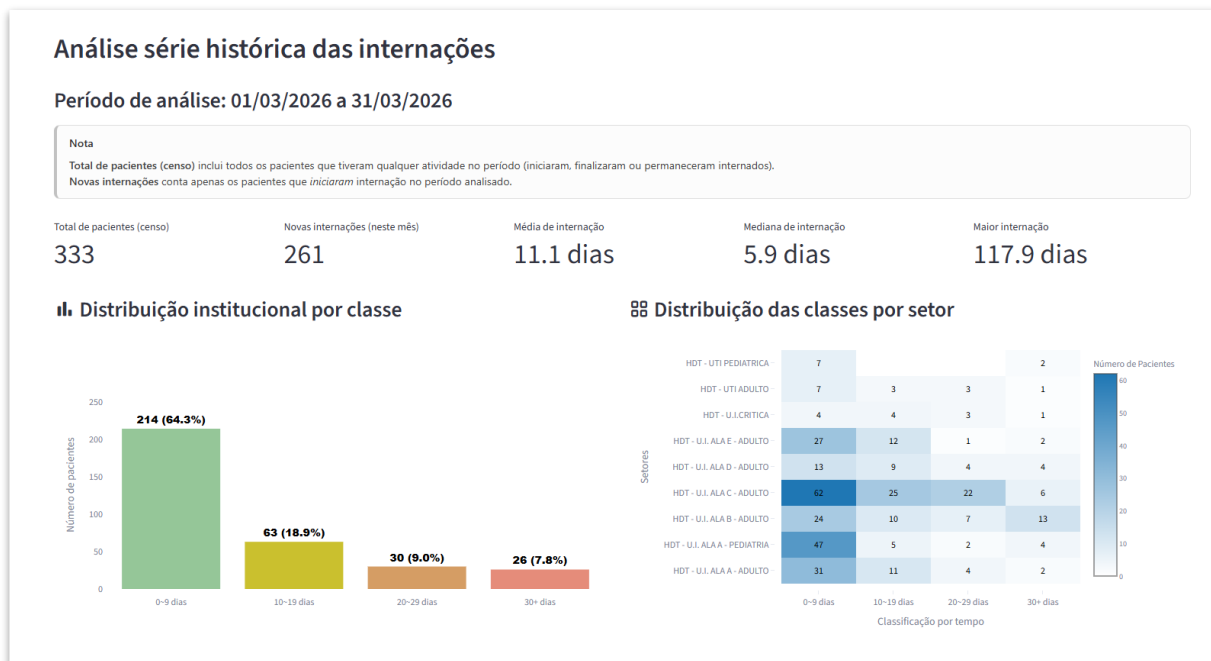 Análise série histórica das internações
Período de análise: 01/03/2026 a 31/03/2026
Nota
Total de pacientes (censo) inclui todos os pacientes que tiveram qualquer atividade no período (iniciaram, finalizaram ou permaneceram internados).
Novas internações conta apenas os pacientes que iniciaram internação no período analisado.
Total de pacientes (censo)
333
Novas internações (neste mês)
261
Média de internação
11.1 dias
Mediana de internação
5.9 dias
Maior internação
117.9 dias
Distribuição institucional por classe
Número de pacientes
250
200
150
100
50
0
214 (64.3%)
63 (18.9%)
30 (9.0%)
26 (7.8%)
0~9 dias
10~19 dias
20~29 dias
30+ dias
Distribuição das classes por setor
Setores
HDT - UTI PEDIATRICA 7 2
HDT - UTI ADULTO 7 3 3 1
HDT - U.I.CRITICA 4 4 3 1
HDT - U.I. ALA E - ADULTO 27 12 1 2
HDT - U.I. ALA D - ADULTO 13 9 4 4
HDT - U.I. ALA C - ADULTO 62 25 22 6
HDT - U.I. ALA B - ADULTO 24 10 7 13
HDT - U.I. ALA A - PEDIATRIA 47 5 2 4
HDT - U.I. ALA A - ADULTO 31 11 4 2
0~9 dias
10~19 dias
20~29 dias
30+ dias
Classificação por tempo
Número de Pacientes
60
50
40
30
20
10
0